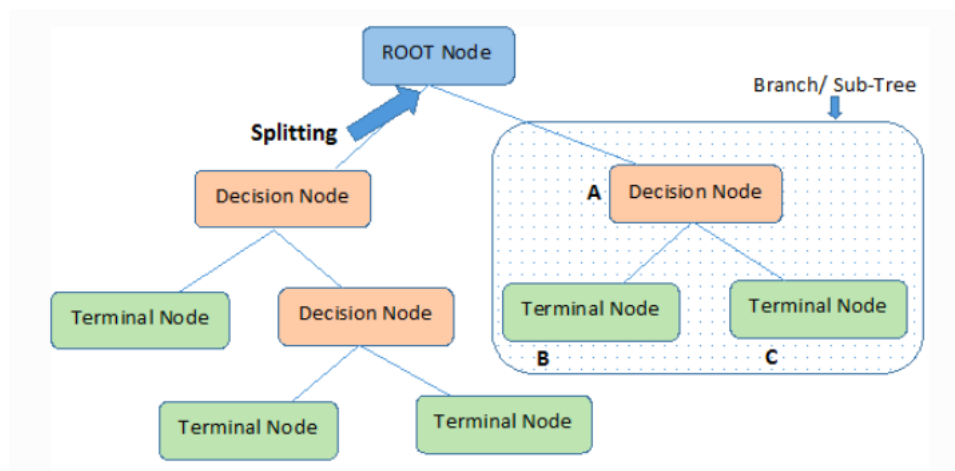 ROOT Node
Branch/ Sub-Tree
Splitting
Decision Node
A
Decision Node
Terminal Node
Decision Node
Terminal Node
Terminal Node
B
C
Terminal Node
Terminal Node